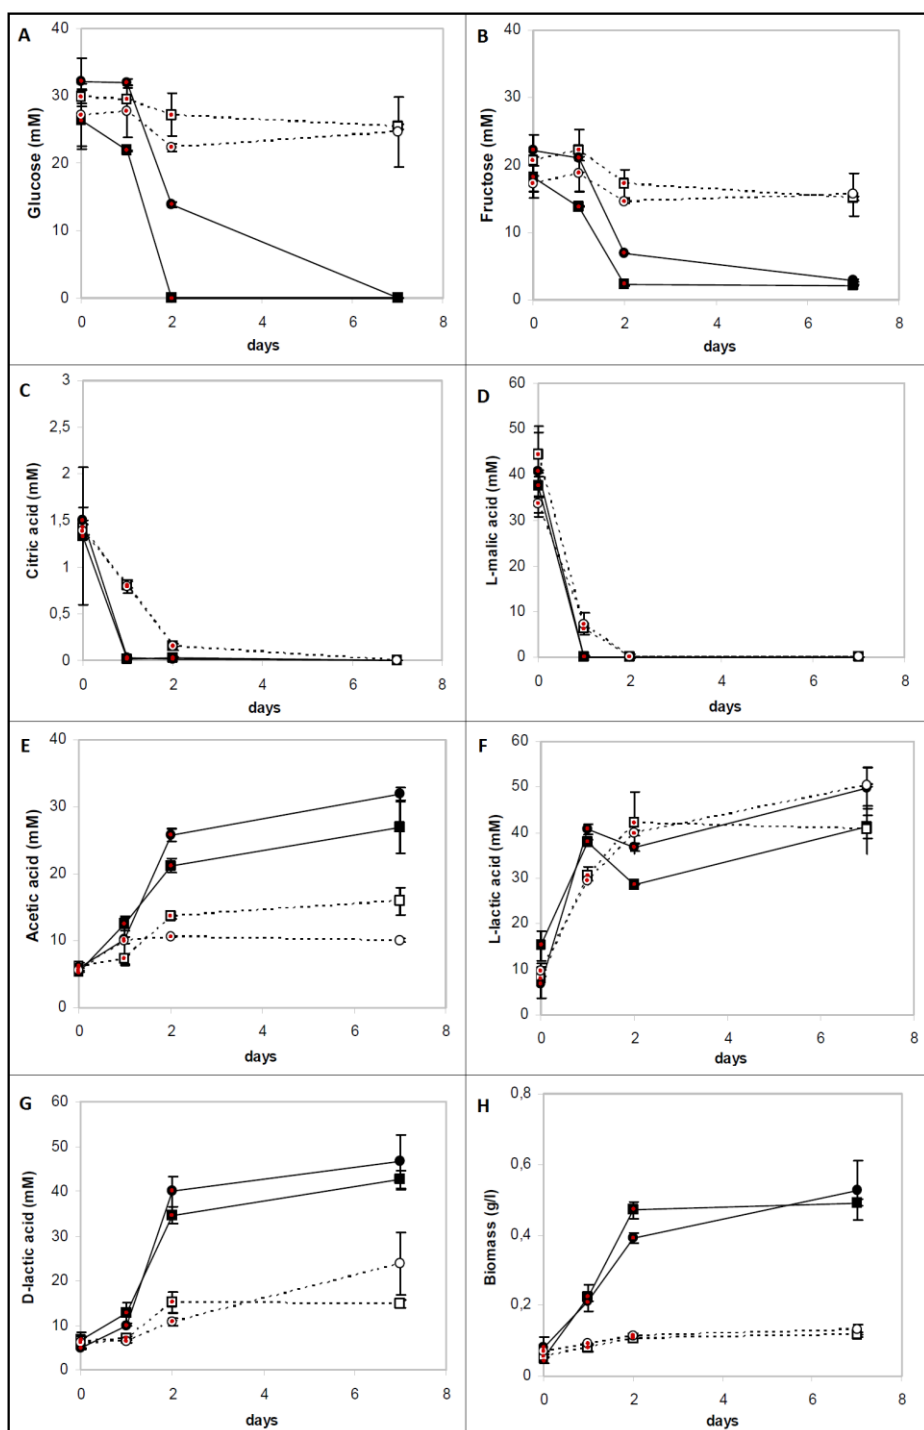 A
Glucose (mM)
40
30
20
10
0
0 2 4 6 8
days
B
Fructose (mM)
40
30
20
10
0
0 2 4 6 8
days
C
Citric acid (mM)
3
2,5
2
1,5
1
0,5
0
0 2 4 6 8
days
D
L-malic acid (mM)
60
50
40
30
20
10
0
0 2 4 6 8
days
E
Acetic acid (mM)
40
30
20
10
0
0 2 4 6 8
days
F
L-lactic acid (mM)
60
50
40
30
20
10
0
0 2 4 6 8
days
G
D-lactic acid (mM)
60
50
40
30
20
10
0
0 2 4 6 8
days
H
Biomass (g/l)
0,8
0,6
0,4
0,2
0
0 2 4 6 8
days